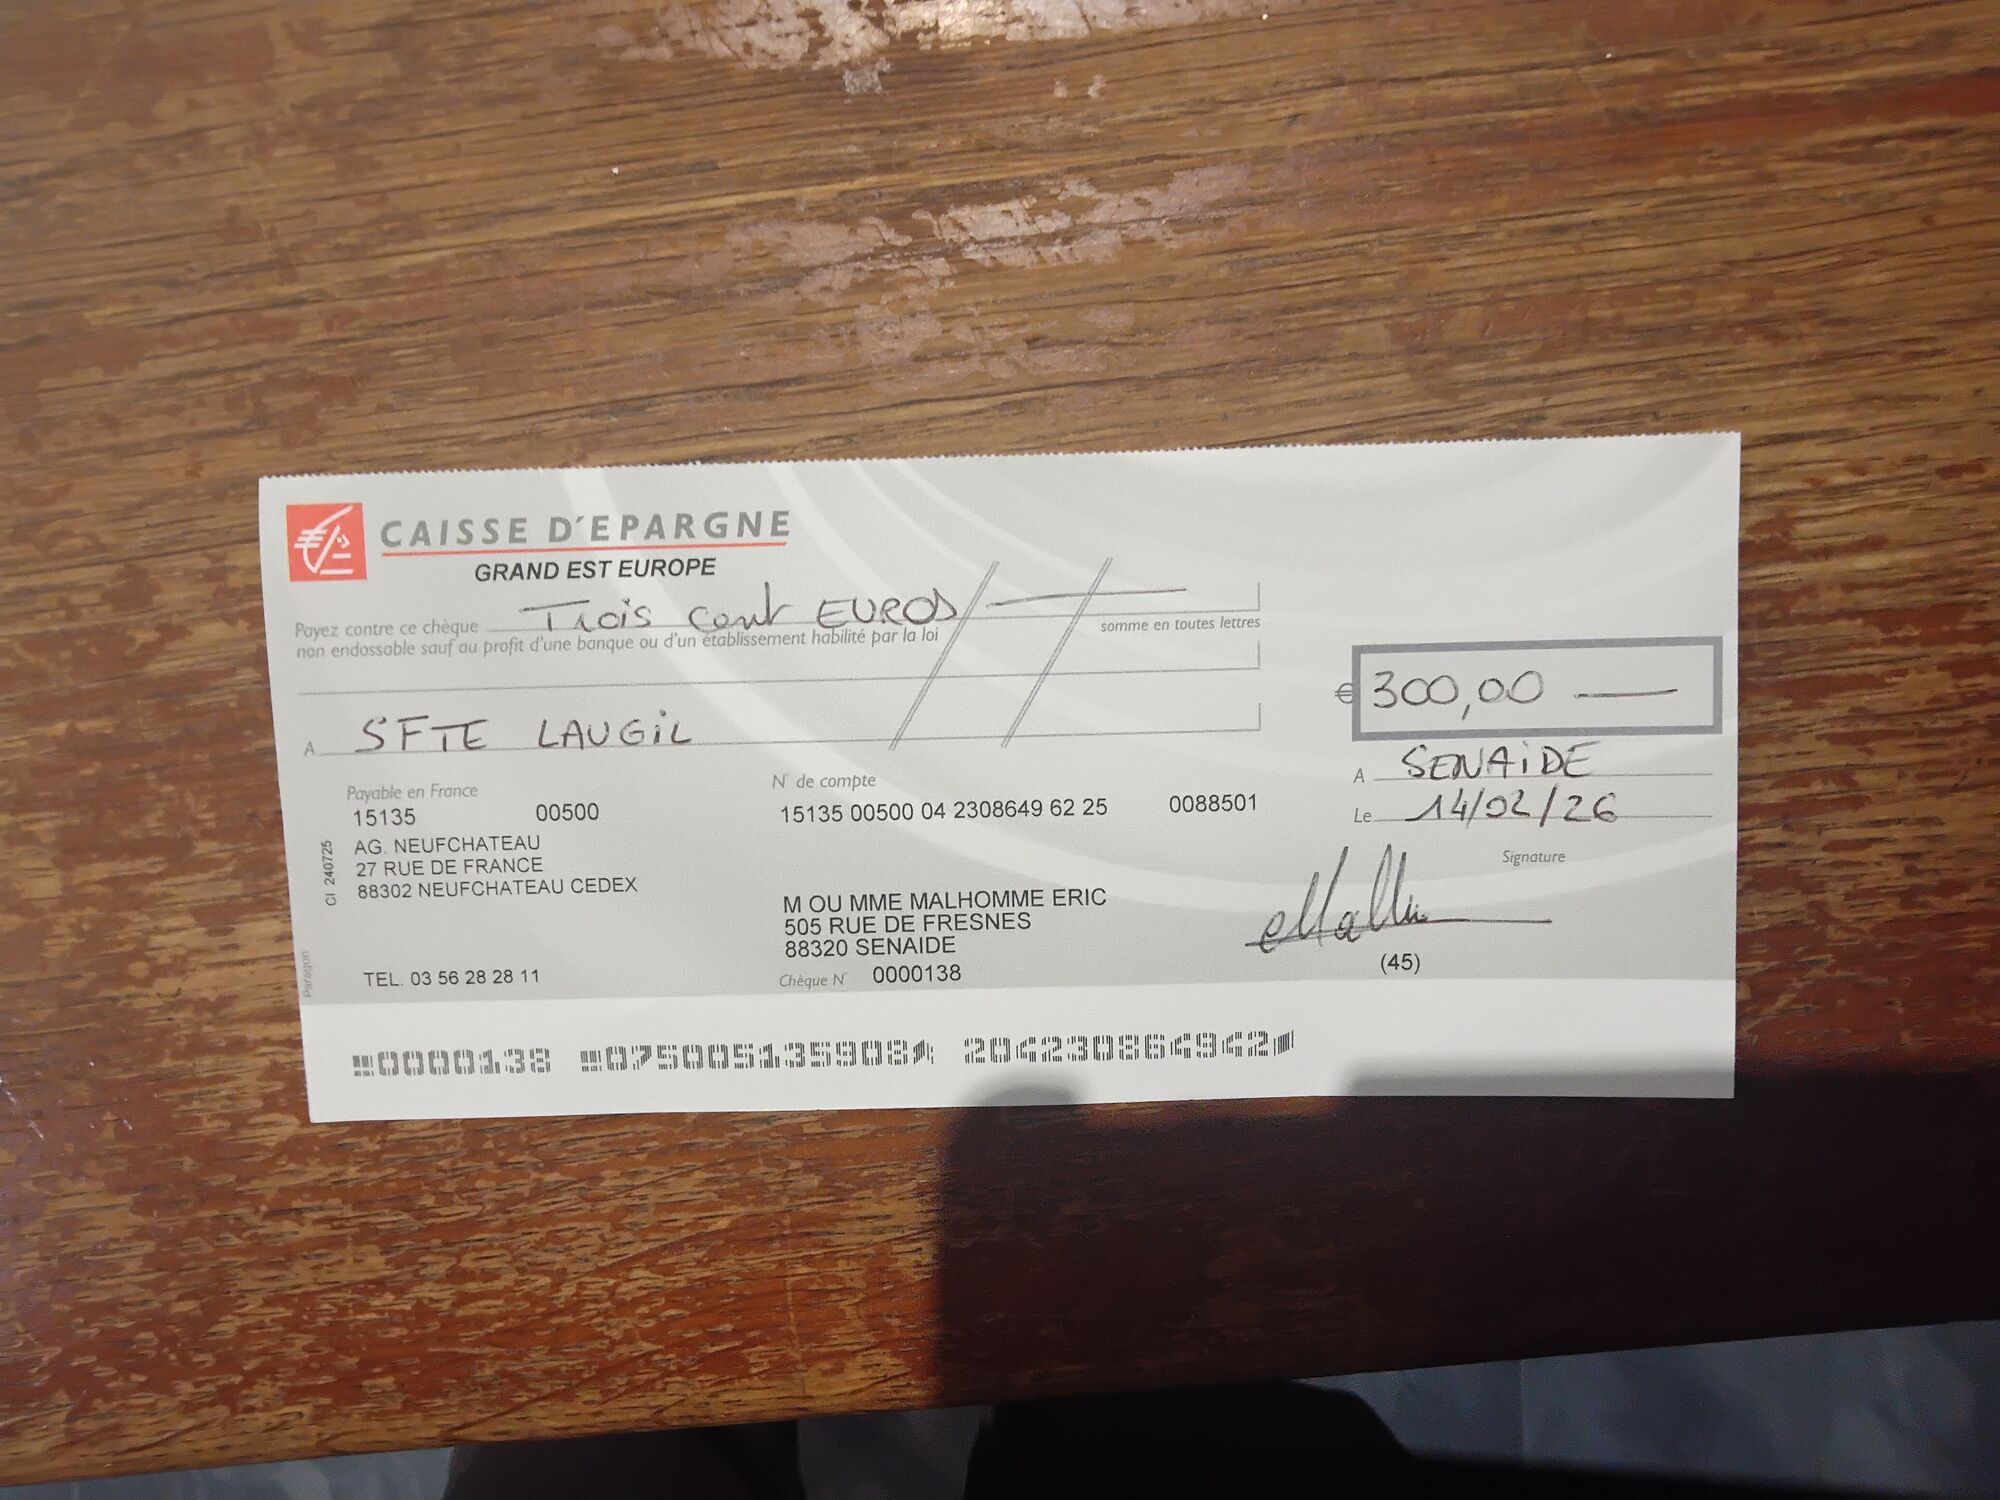 CAISSE D'EPARGNE
GRAND EST EUROPE
Payez contre ce chèque Trois cent EUROS
non endossable sauf au profit d'une banque ou d'un établissement habilité par la loi
somme en toutes lettres
€ 300,00
A SFTE LAUGIL
A SENAIDE
Le 14/02/26
Payable en France
15135 00500
N° de compte
15135 00500 04 2308649 62 25 0088501
AG. NEUFCHATEAU
27 RUE DE FRANCE
88302 NEUFCHATEAU CEDEX
CI 240725
Signature
M OU MME MALHOMME ERIC
505 RUE DE FRESNES
88320 SENAIDE
(45)
Paragon
TEL. 03 56 28 28 11
Chèque N° 0000138
0000138 075005135908 204230864942